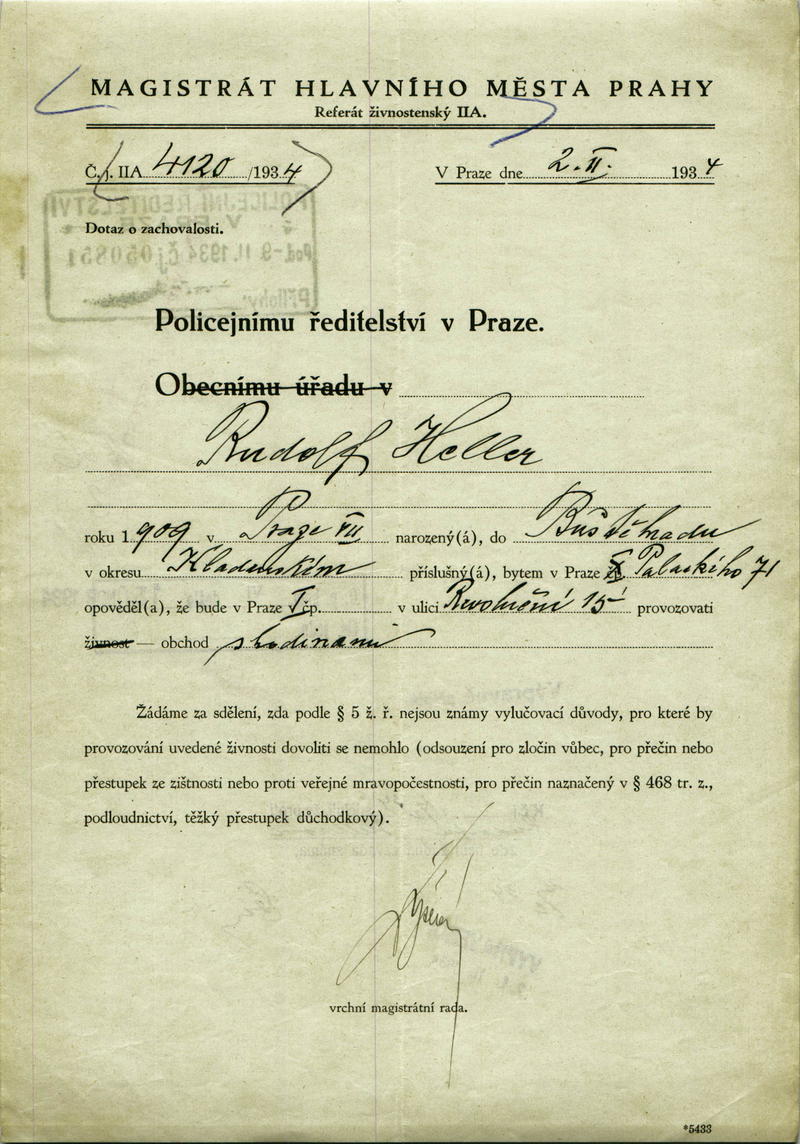 MAGISTRÁT HLAVNÍHO MĚSTA PRAHY
Referát živnostenský IIA.
Č. j. IIA 4120 /1934
V Praze dne 2. II. 1934
Dotaz o zachovalosti.
Policejnímu ředitelství v Praze.
Obecnímu úřadu v
Rudolf Heller
roku 1909 v Praze VII narozený(á), do Buštěhradu
v okresu Kladenském příslušný(á), bytem v Praze Palackého 71
opověděl(a), že bude v Praze I čp. v ulici Revoluční 15 provozovati
živnost — obchod s hodinami
Žádáme za sdělení, zda podle § 5 ž. ř. nejsou známy vylučovací důvody, pro které by
provozování uvedené živnosti dovoliti se nemohlo (odsouzení pro zločin vůbec, pro přečin nebo
přestupek ze zištnosti nebo proti veřejné mravopočestnosti, pro přečin naznačený v § 468 tr. z.,
podloudnictví, těžký přestupek důchodkový).
vrchní magistrátní rada.
*5433